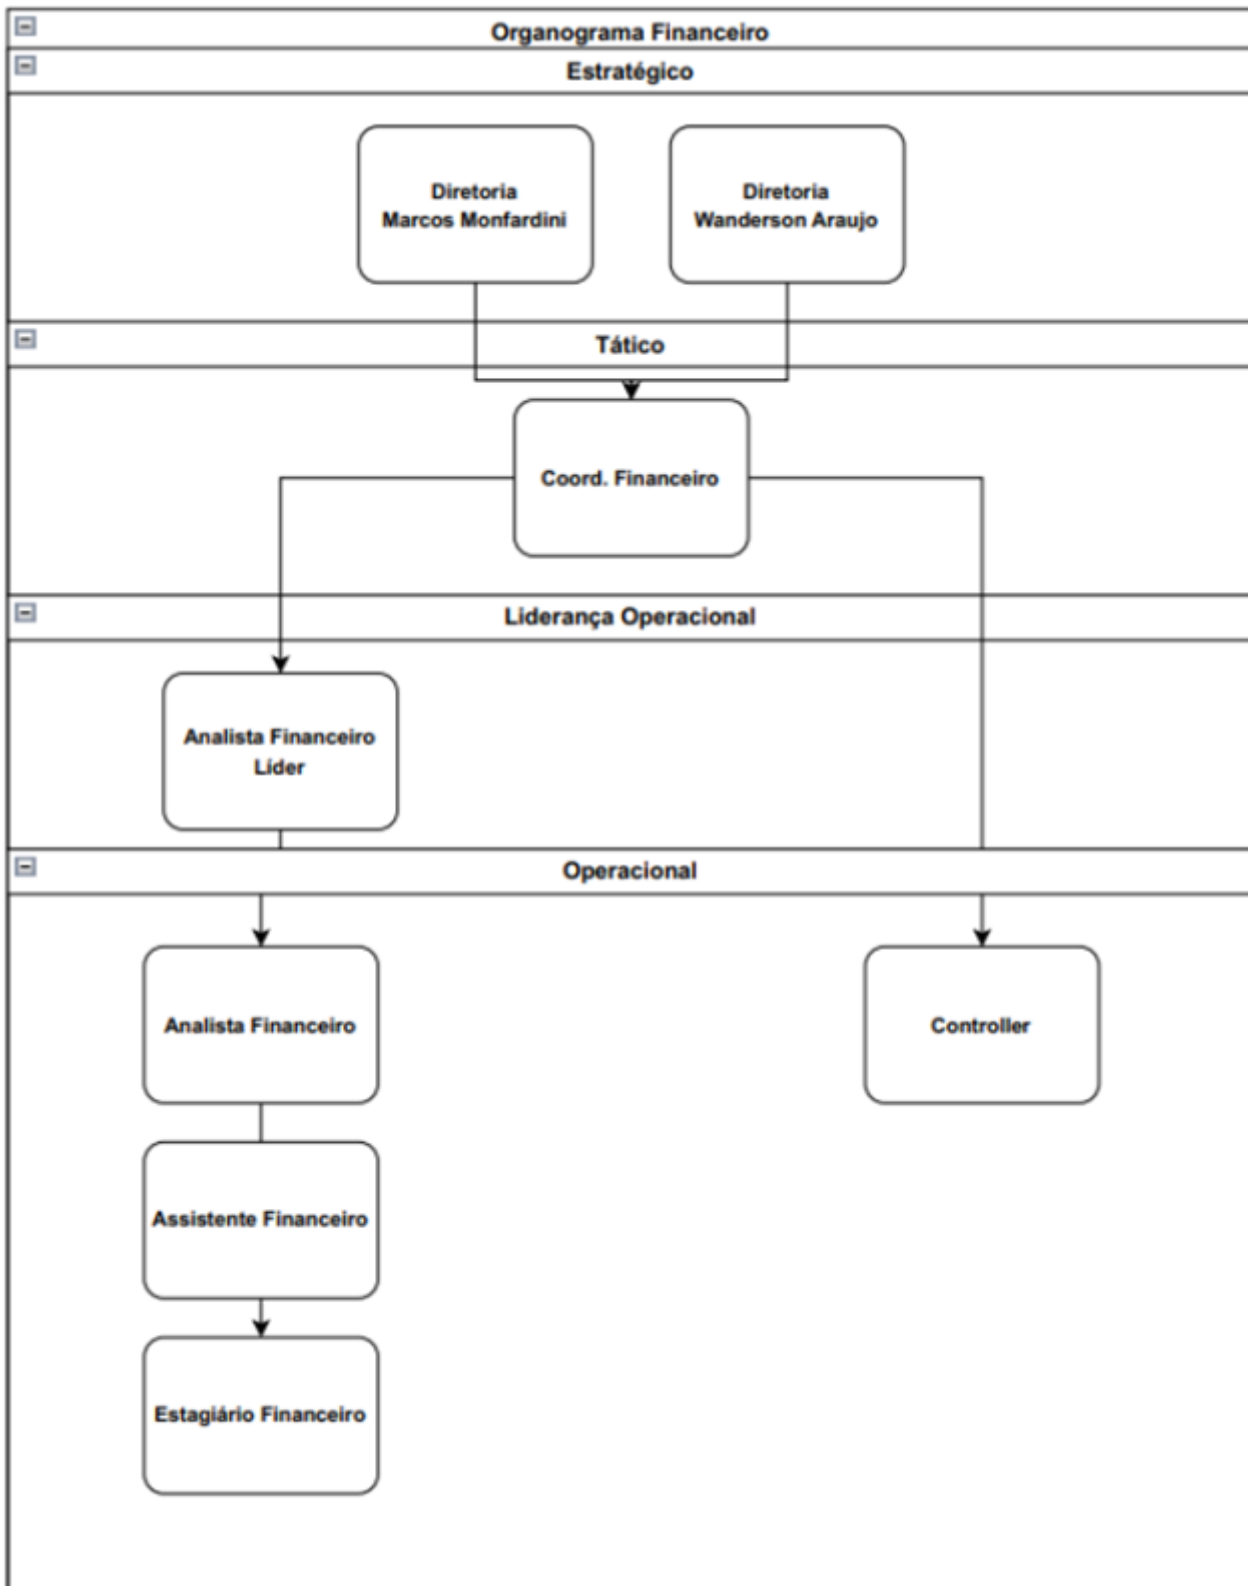 Organograma Financeiro
Estratégico
Diretoria
Marcos Monfardini
Diretoria
Wanderson Araujo
Tático
Coord. Financeiro
Liderança Operacional
Analista Financeiro
Líder
Operacional
Analista Financeiro
Controller
Assistente Financeiro
Estagiário Financeiro